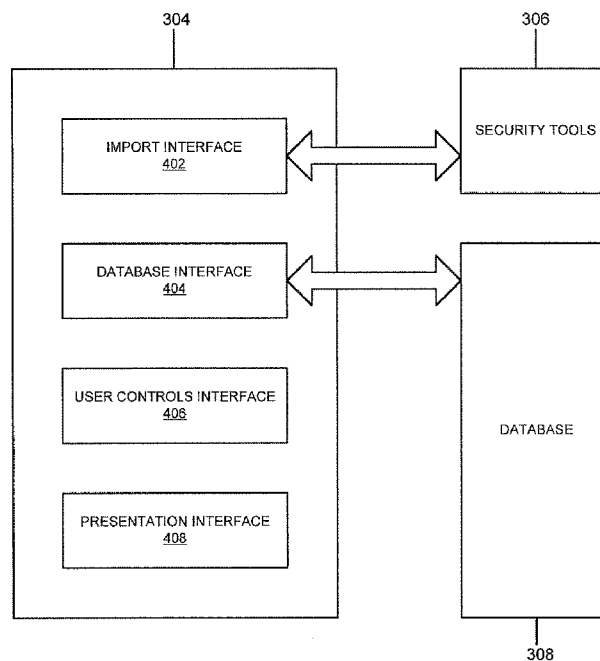 304
306
IMPORT INTERFACE
402
SECURITY TOOLS
DATABASE INTERFACE
404
USER CONTROLS INTERFACE
406
DATABASE
PRESENTATION INTERFACE
408
308